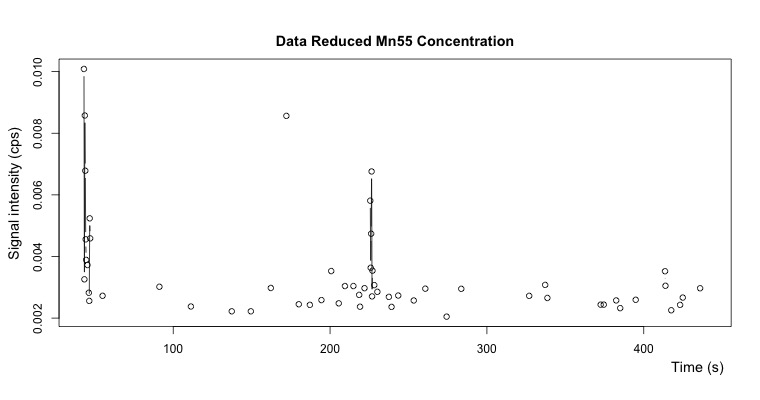 Data Reduced Mn55 Concentration
Signal intensity (cps)
0.010
0.008
0.006
0.004
0.002
100 200 300 400
Time (s)